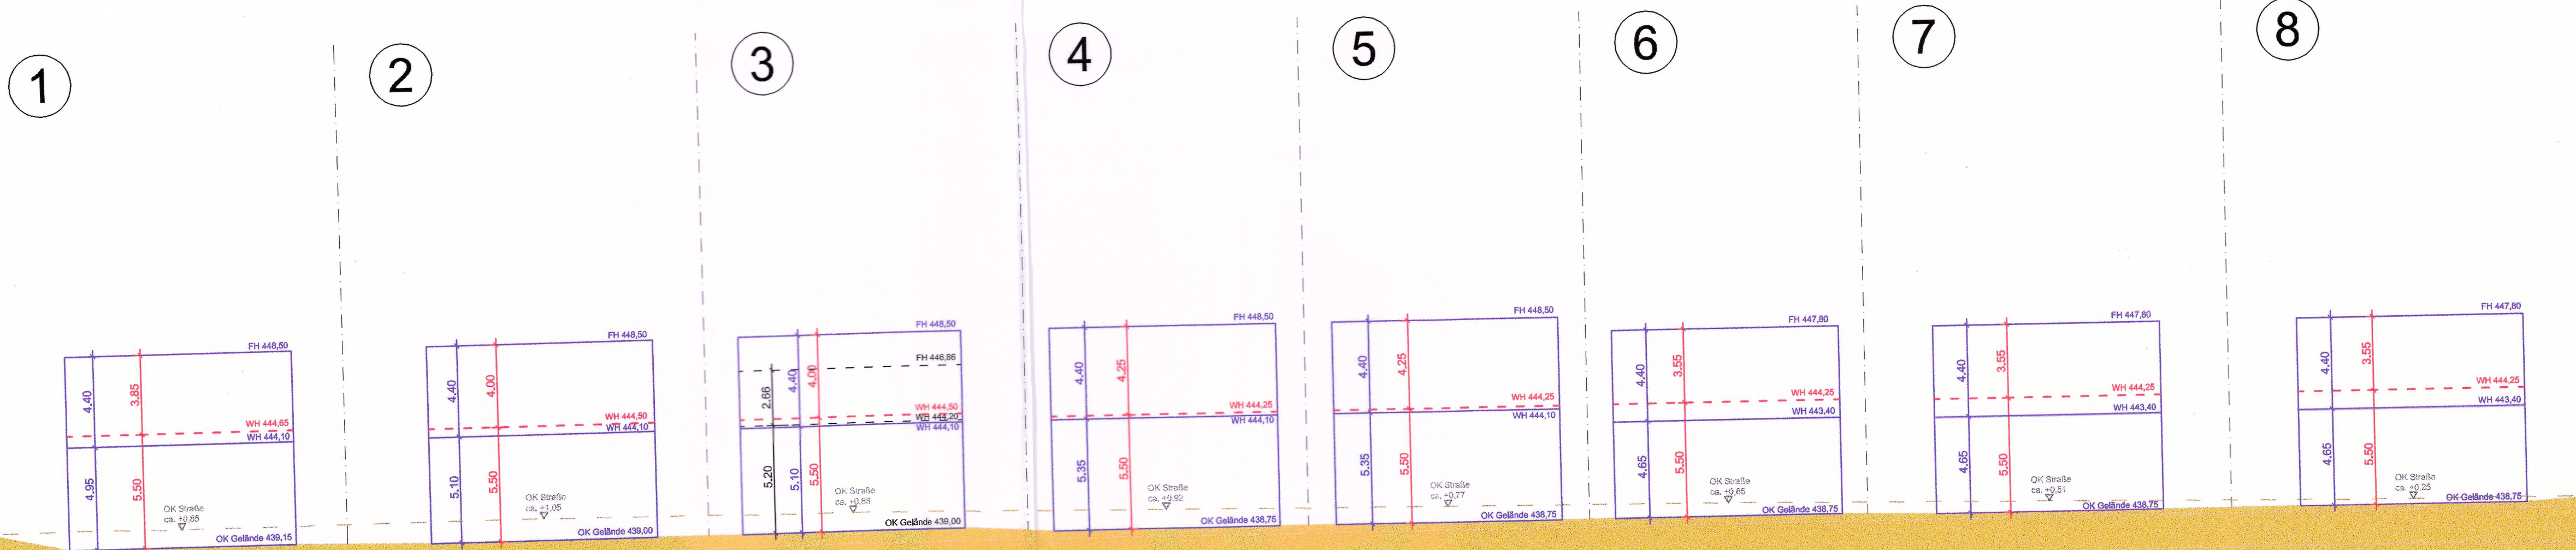 1
FH 448,50
4.40
3.85
WH 444,65
WH 444,10
4.95
5.50
OK Straße
ca. +0,85
OK Gelände 439,15
2
FH 448,50
4.40
4.00
WH 444,50
WH 444,10
5.10
5.50
OK Straße
ca. +1,05
OK Gelände 439,00
3
FH 448,50
FH 446,86
2.66
4.40
4.00
WH 444,50
WH 444,20
WH 444,10
5.20
5.10
5.50
OK Straße
ca. +0,88
OK Gelände 439,00
4
FH 448,50
4.40
4.25
WH 444,25
WH 444,10
5.35
5.50
OK Straße
ca. +0,92
OK Gelände 438,75
5
FH 448,50
4.40
4.25
WH 444,25
WH 444,10
5.35
5.50
OK Straße
ca. +0,77
OK Gelände 438,75
6
FH 447,80
4.40
3.55
WH 444,25
WH 443,40
4.65
5.50
OK Straße
ca. +0,65
OK Gelände 438,75
7
FH 447,80
4.40
3.55
WH 444,25
WH 443,40
4.65
5.50
OK Straße
ca. +0,51
OK Gelände 438,75
8
FH 447,80
4.40
3.55
WH 444,25
WH 443,40
4.65
5.50
OK Straße
ca. +0,25
OK Gelände 438,75